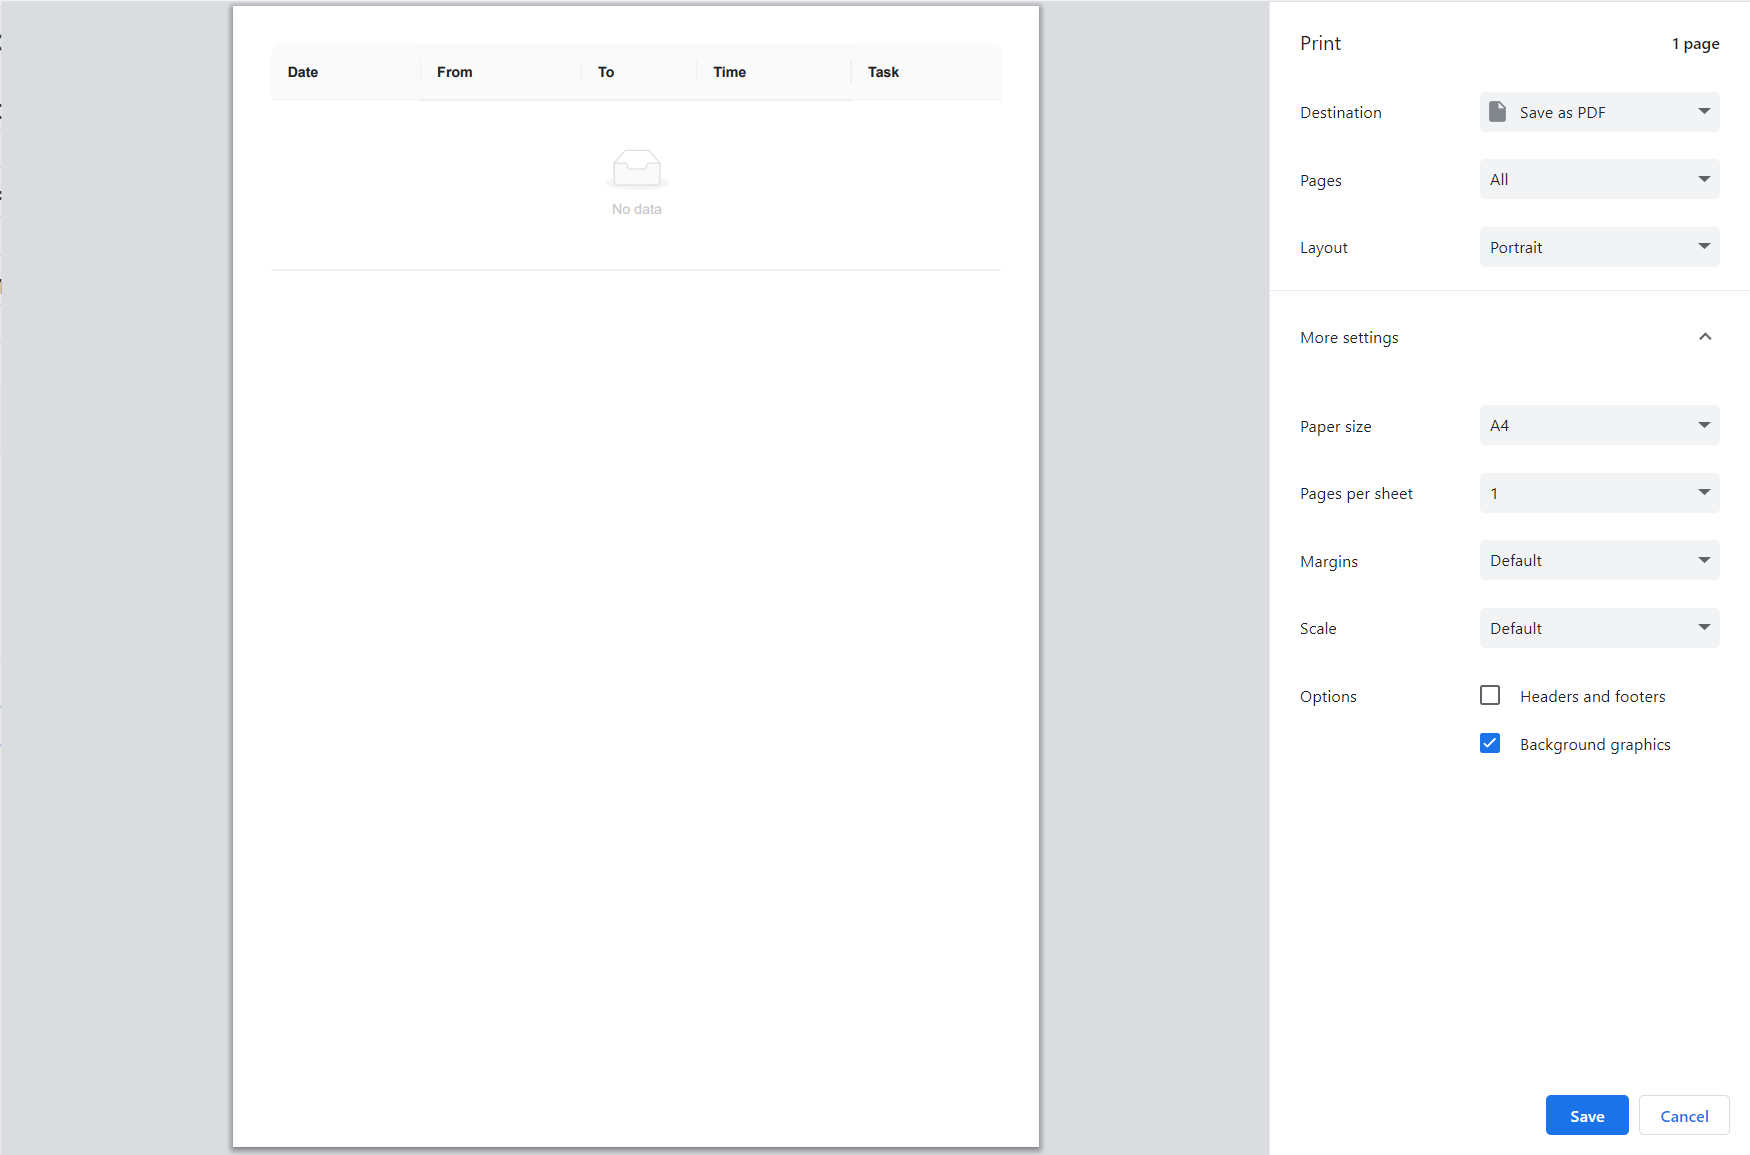 Date From To Time Task
No data
Print 1 page
Destination Save as PDF
Pages All
Layout Portrait
More settings
Paper size A4
Pages per sheet 1
Margins Default
Scale Default
Options Headers and footers
Background graphics
Save Cancel